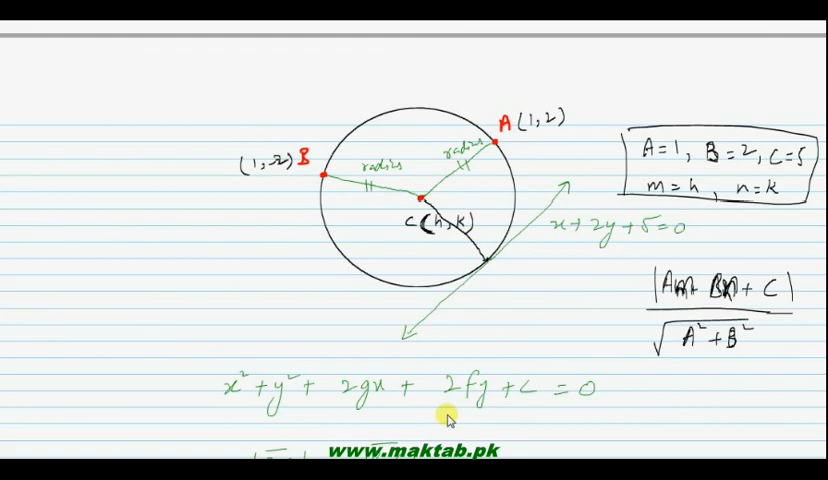 A (1,2)
(1,-2) B
radius
radius
C (h,k)
x+2y+5=0
A=1, B=2, C=5
m=h, n=k
|Am+ Bn + C|
√A²+B²
x²+y²+ 2gx + 2fy +c = 0
www.maktab.pk